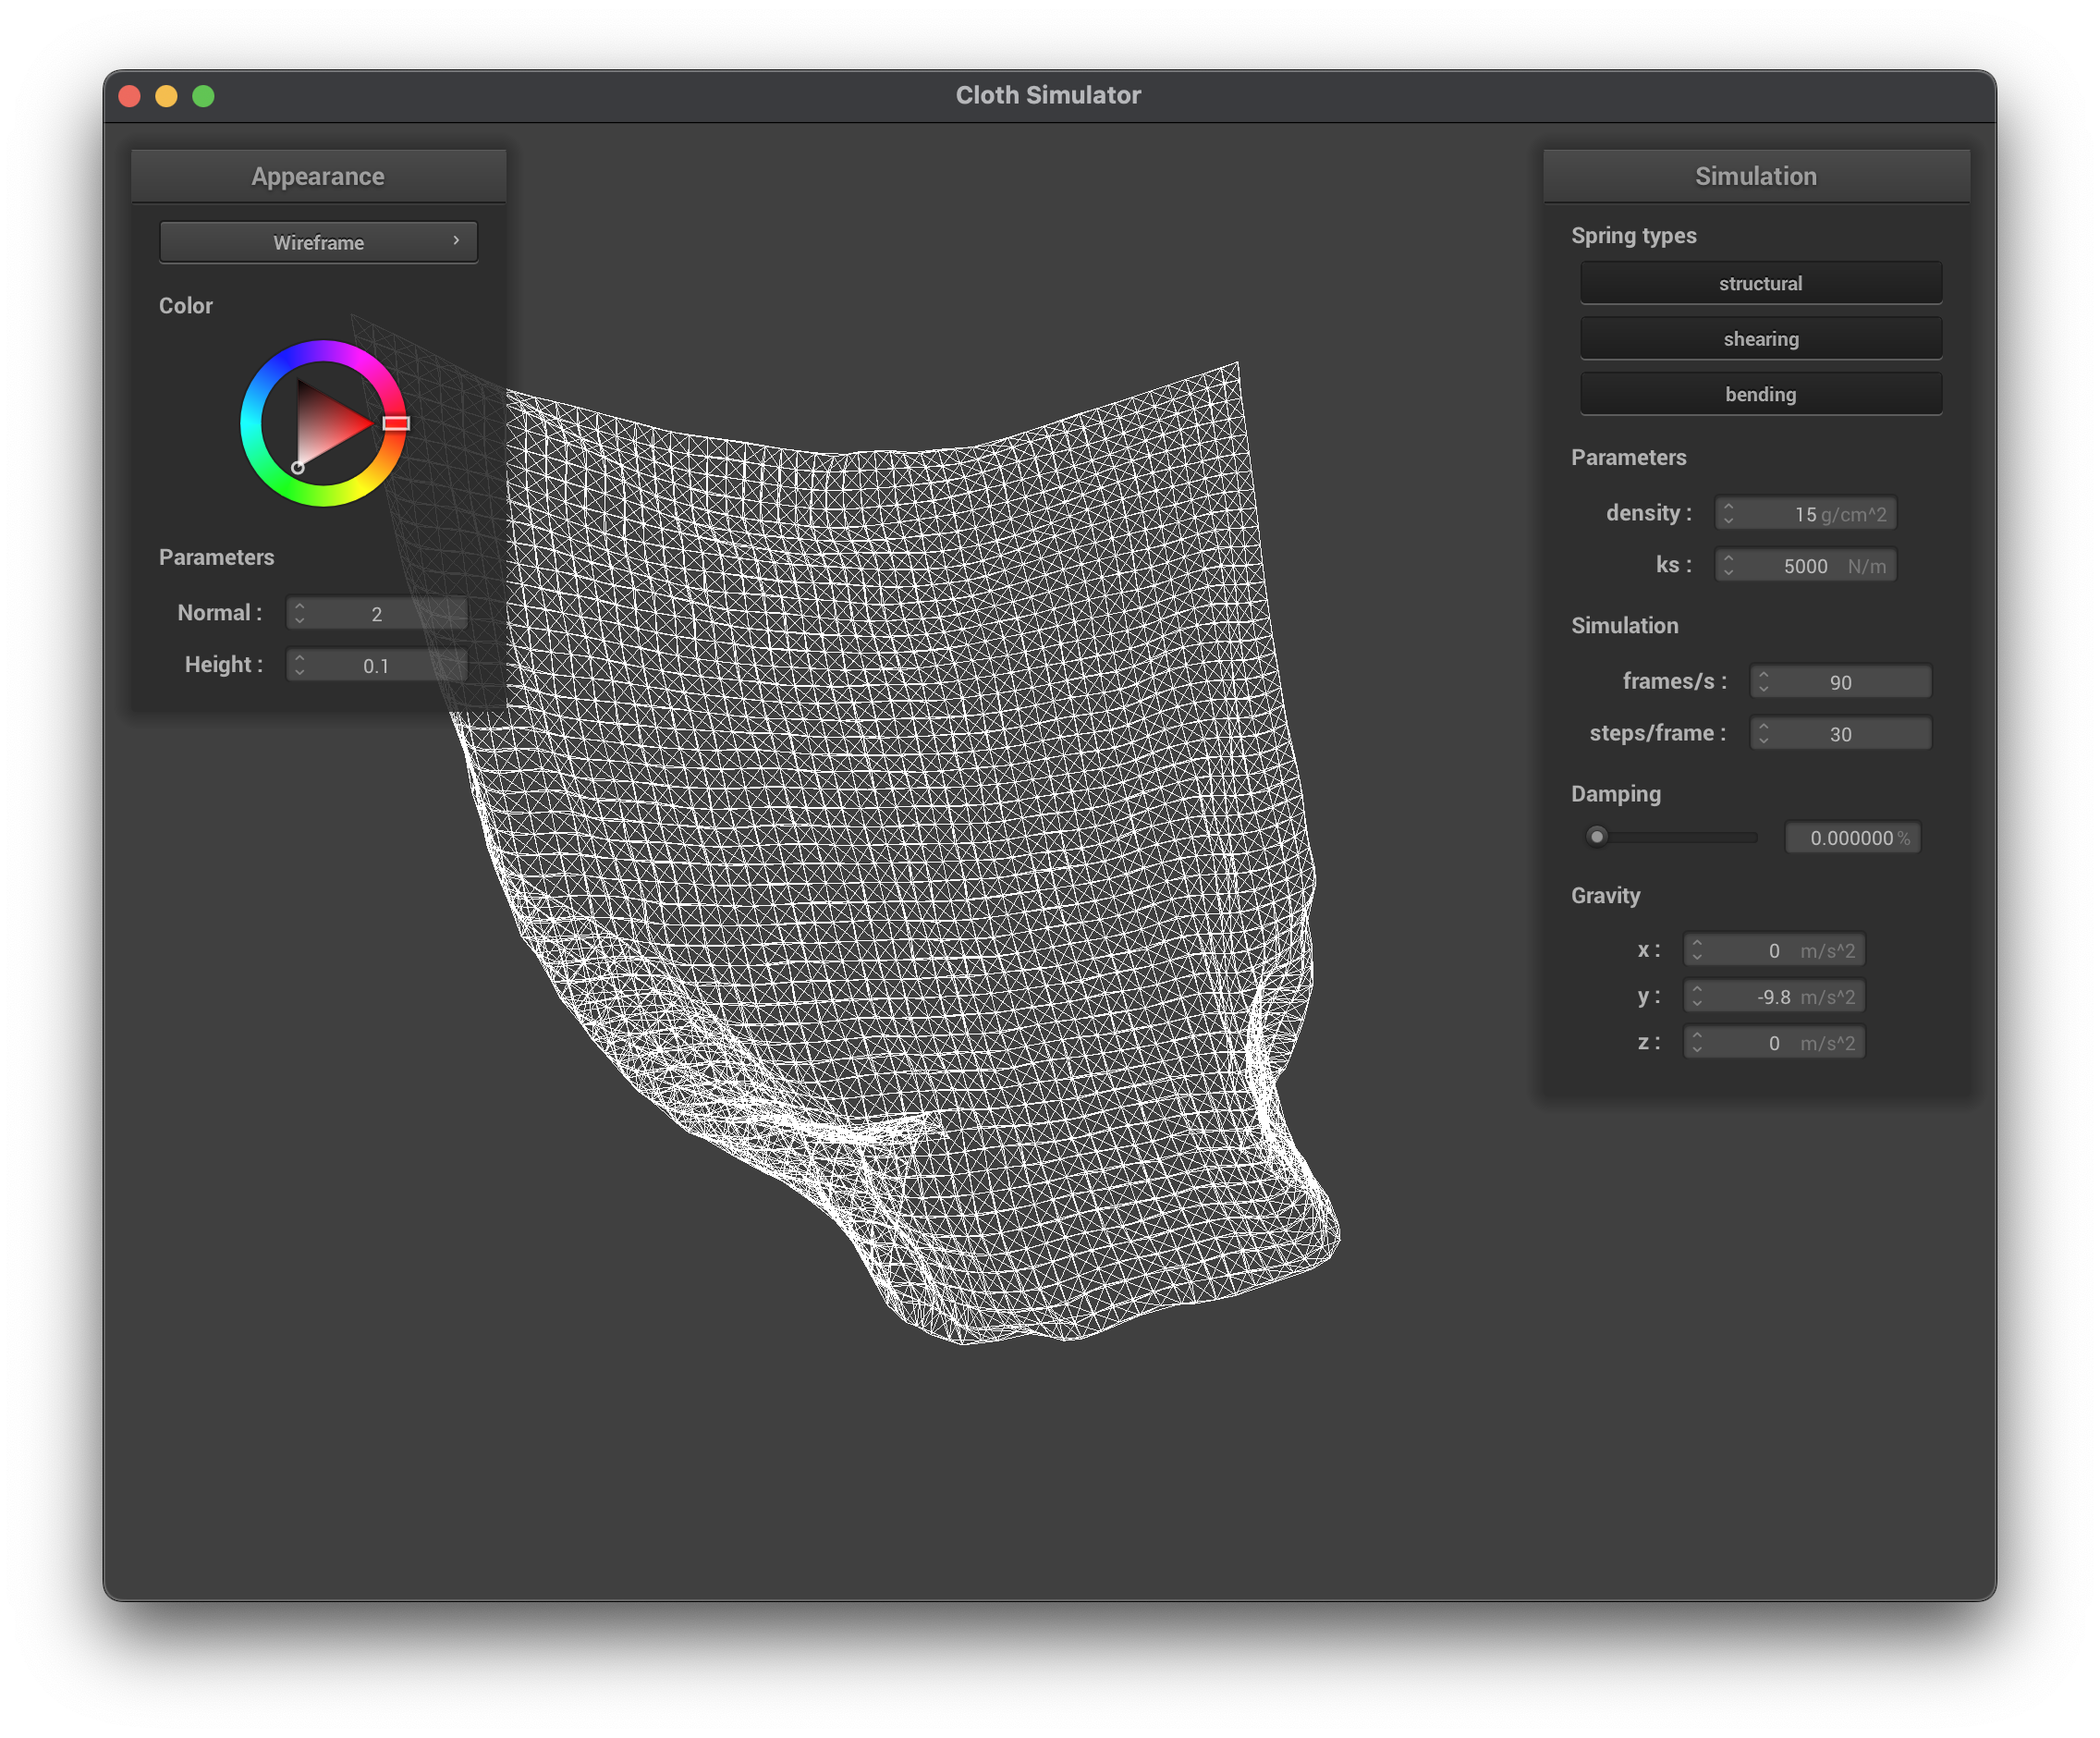 Cloth Simulator
Appearance
Wireframe
Color
Parameters
Normal : 2
Height : 0.1
Simulation
Spring types
structural
shearing
bending
Parameters
density : 15 g/cm^2
ks : 5000 N/m
Simulation
frames/s : 90
steps/frame : 30
Damping
0.000000 %
Gravity
x : 0 m/s^2
y : -9.8 m/s^2
z : 0 m/s^2